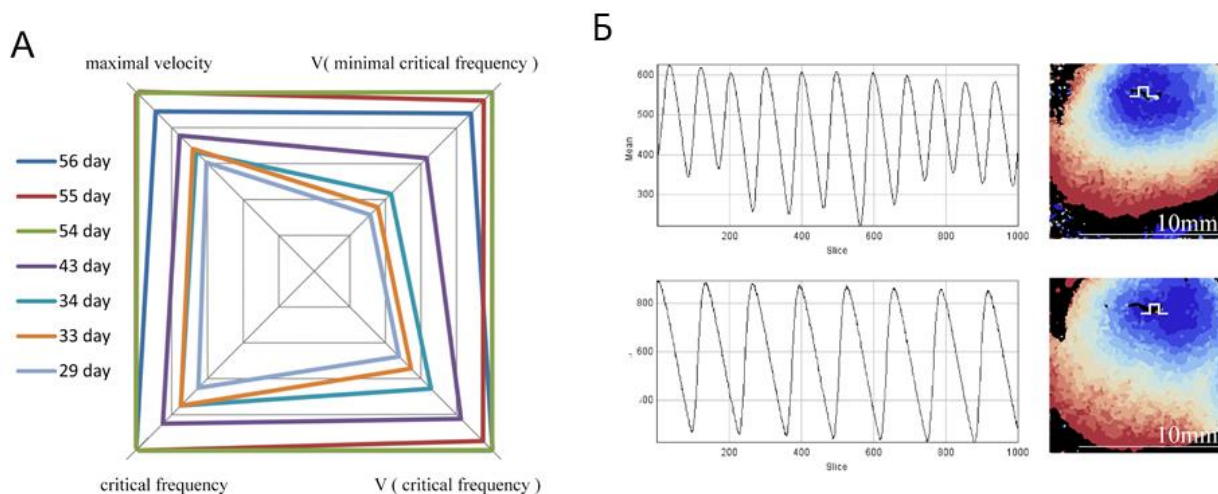 А
maximal velocity
V( minimal critical frequency )
56 day
55 day
54 day
43 day
34 day
33 day
29 day
critical frequency
V ( critical frequency )
Б
600
500
400
300
Mean
200
400
600
800
1000
Slice
10mm
800
600
200
400
600
800
1000
Slice
10mm